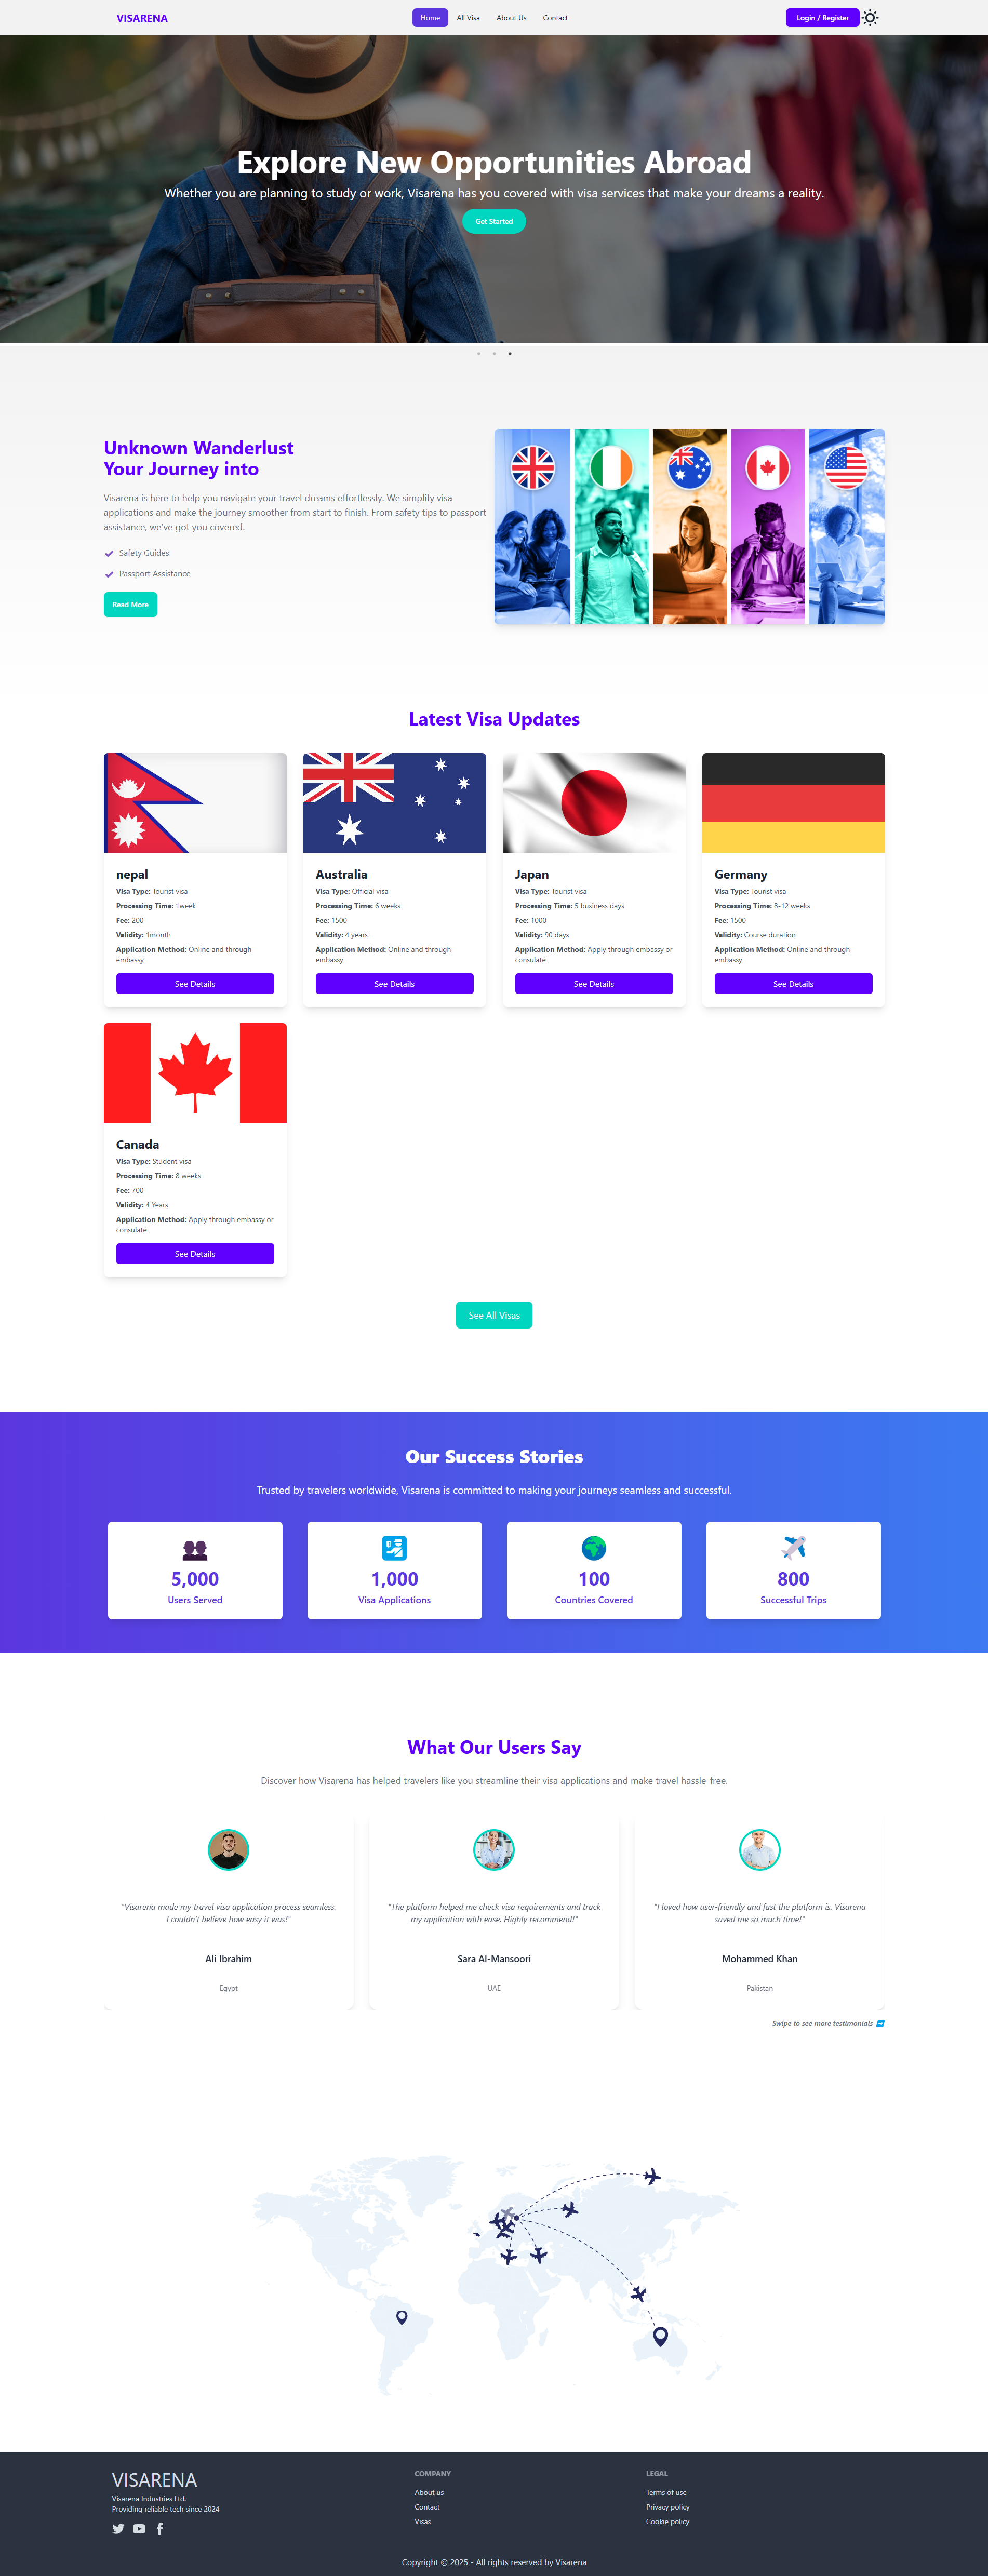 VISARENA
Home
All Visa
About Us
Contact
Login / Register
Explore New Opportunities Abroad
Whether you are planning to study or work, Visarena has you covered with visa services that make your dreams a reality.
Get Started
Unknown Wanderlust
Your Journey into
Visarena is here to help you navigate your travel dreams effortlessly. We simplify visa
applications and make the journey smoother from start to finish. From safety tips to passport
assistance, we've got you covered.
Safety Guides
Passport Assistance
Read More
Latest Visa Updates
nepal
Visa Type: Tourist visa
Processing Time: 1week
Fee: 200
Validity: 1month
Application Method: Online and through
embassy
See Details
Australia
Visa Type: Official visa
Processing Time: 6 weeks
Fee: 1500
Validity: 4 years
Application Method: Online and through
embassy
See Details
Japan
Visa Type: Tourist visa
Processing Time: 5 business days
Fee: 1000
Validity: 90 days
Application Method: Apply through embassy or
consulate
See Details
Germany
Visa Type: Tourist visa
Processing Time: 8-12 weeks
Fee: 1500
Validity: Course duration
Application Method: Online and through
embassy
See Details
Canada
Visa Type: Student visa
Processing Time: 8 weeks
Fee: 700
Validity: 4 Years
Application Method: Apply through embassy or
consulate
See Details
See All Visas
Our Success Stories
Trusted by travelers worldwide, Visarena is committed to making your journeys seamless and successful.
5,000
Users Served
1,000
Visa Applications
100
Countries Covered
800
Successful Trips
What Our Users Say
Discover how Visarena has helped travelers like you streamline their visa applications and make travel hassle-free.
"Visarena made my travel visa application process seamless.
I couldn't believe how easy it was!"
Ali Ibrahim
Egypt
"The platform helped me check visa requirements and track
my application with ease. Highly recommend!"
Sara Al-Mansoori
UAE
"I loved how user-friendly and fast the platform is. Visarena
saved me so much time!"
Mohammed Khan
Pakistan
Swipe to see more testimonials
VISARENA
Visarena Industries Ltd.
Providing reliable tech since 2024
COMPANY
About us
Contact
Visas
LEGAL
Terms of use
Privacy policy
Cookie policy
Copyright © 2025 - All rights reserved by Visarena